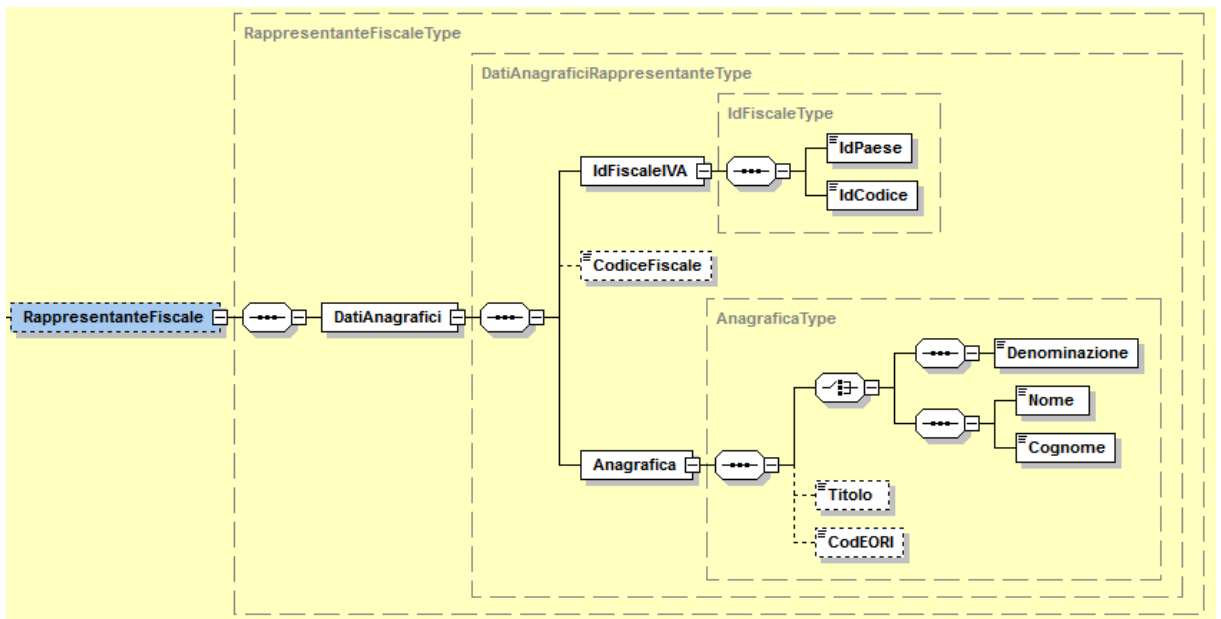 RappresentanteFiscaleType
DatiAnagraficiRappresentanteType
IdFiscaleType
IdPaese
IdFiscaleIVA
IdCodice
CodiceFiscale
RappresentanteFiscale
DatiAnagrafici
AnagraficaType
Denominazione
Nome
Cognome
Anagrafica
Titolo
CodEORI